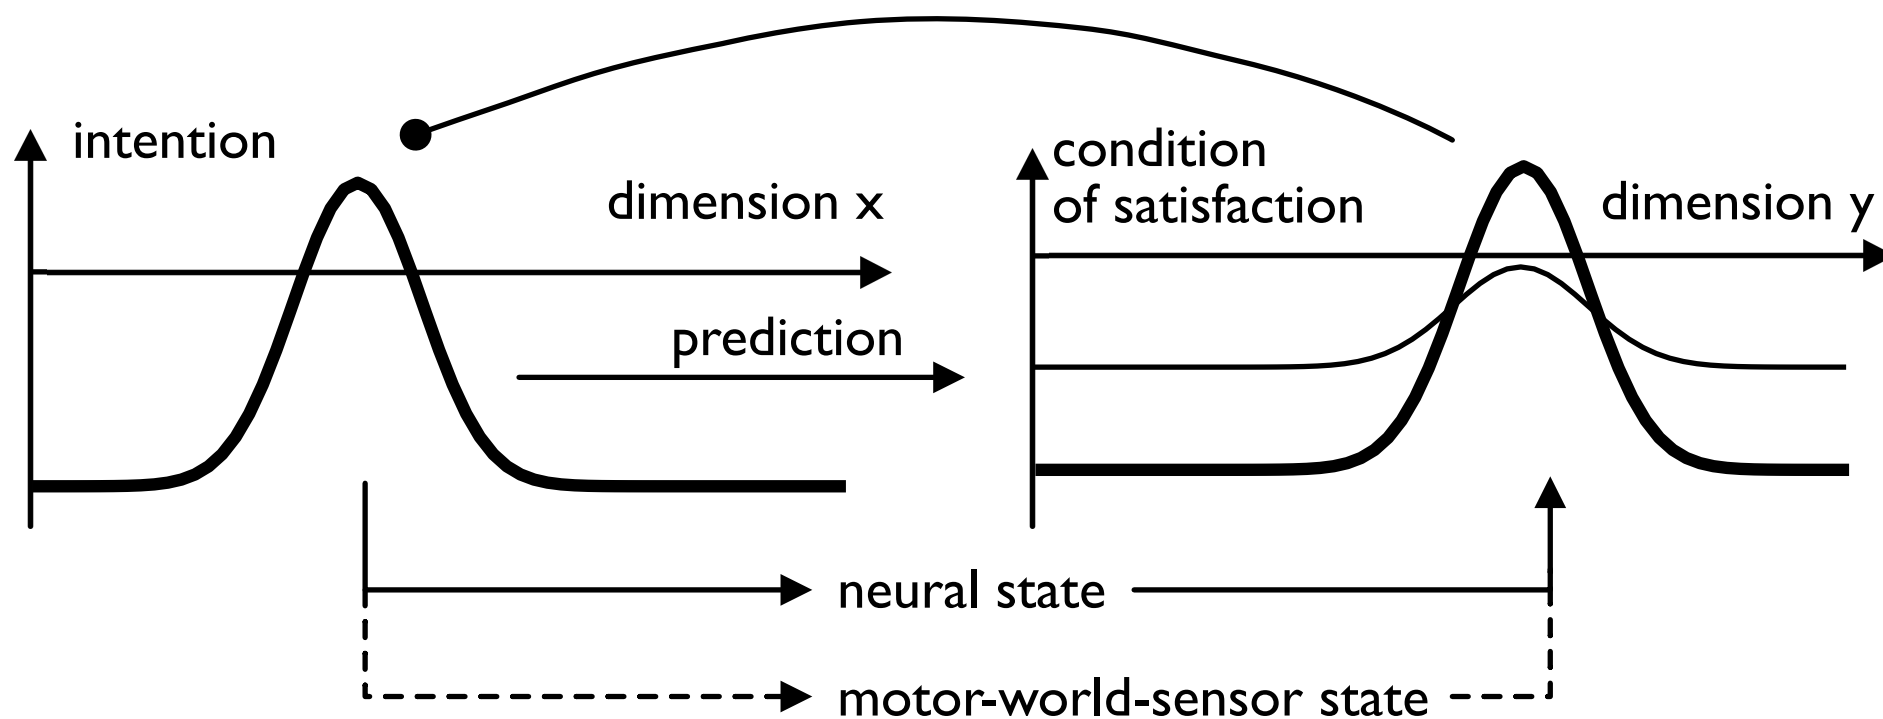 intention
dimension x
prediction
condition
of satisfaction
dimension y
neural state
motor-world-sensor state